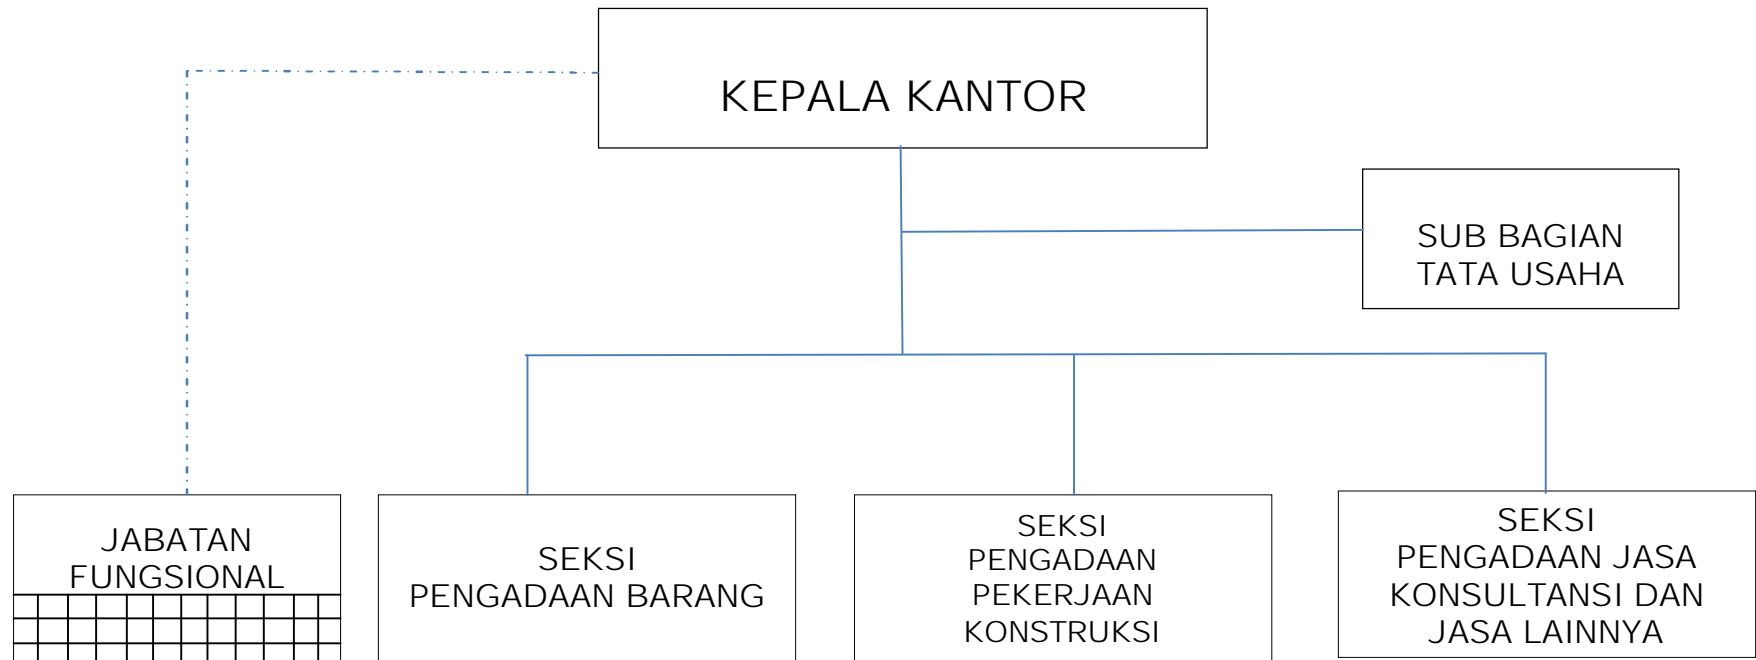 KEPALA KANTOR
SUB BAGIAN
TATA USAHA
JABATAN
FUNGSIONAL
SEKSI
PENGADAAN BARANG
SEKSI
PENGADAAN
PEKERJAAN
KONSTRUKSI
SEKSI
PENGADAAN JASA
KONSULTANSI DAN
JASA LAINNYA